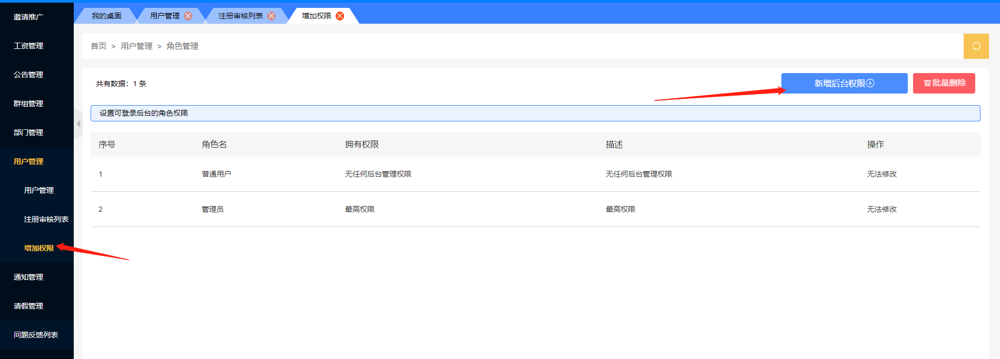 我的桌面
用户管理
注册审核列表
增加权限
邀请推广
工资管理
公告管理
群组管理
部门管理
用户管理
用户管理
注册审核列表
增加权限
通知管理
请假管理
问题反馈列表
首页 > 用户管理 > 角色管理
共有数据：1 条
新增后台权限
批量删除
设置可登录后台的角色权限
序号 角色名 拥有权限 描述 操作
1 普通用户 无任何后台管理权限 无任何后台管理权限 无法修改
2 管理员 最高权限 最高权限 无法修改